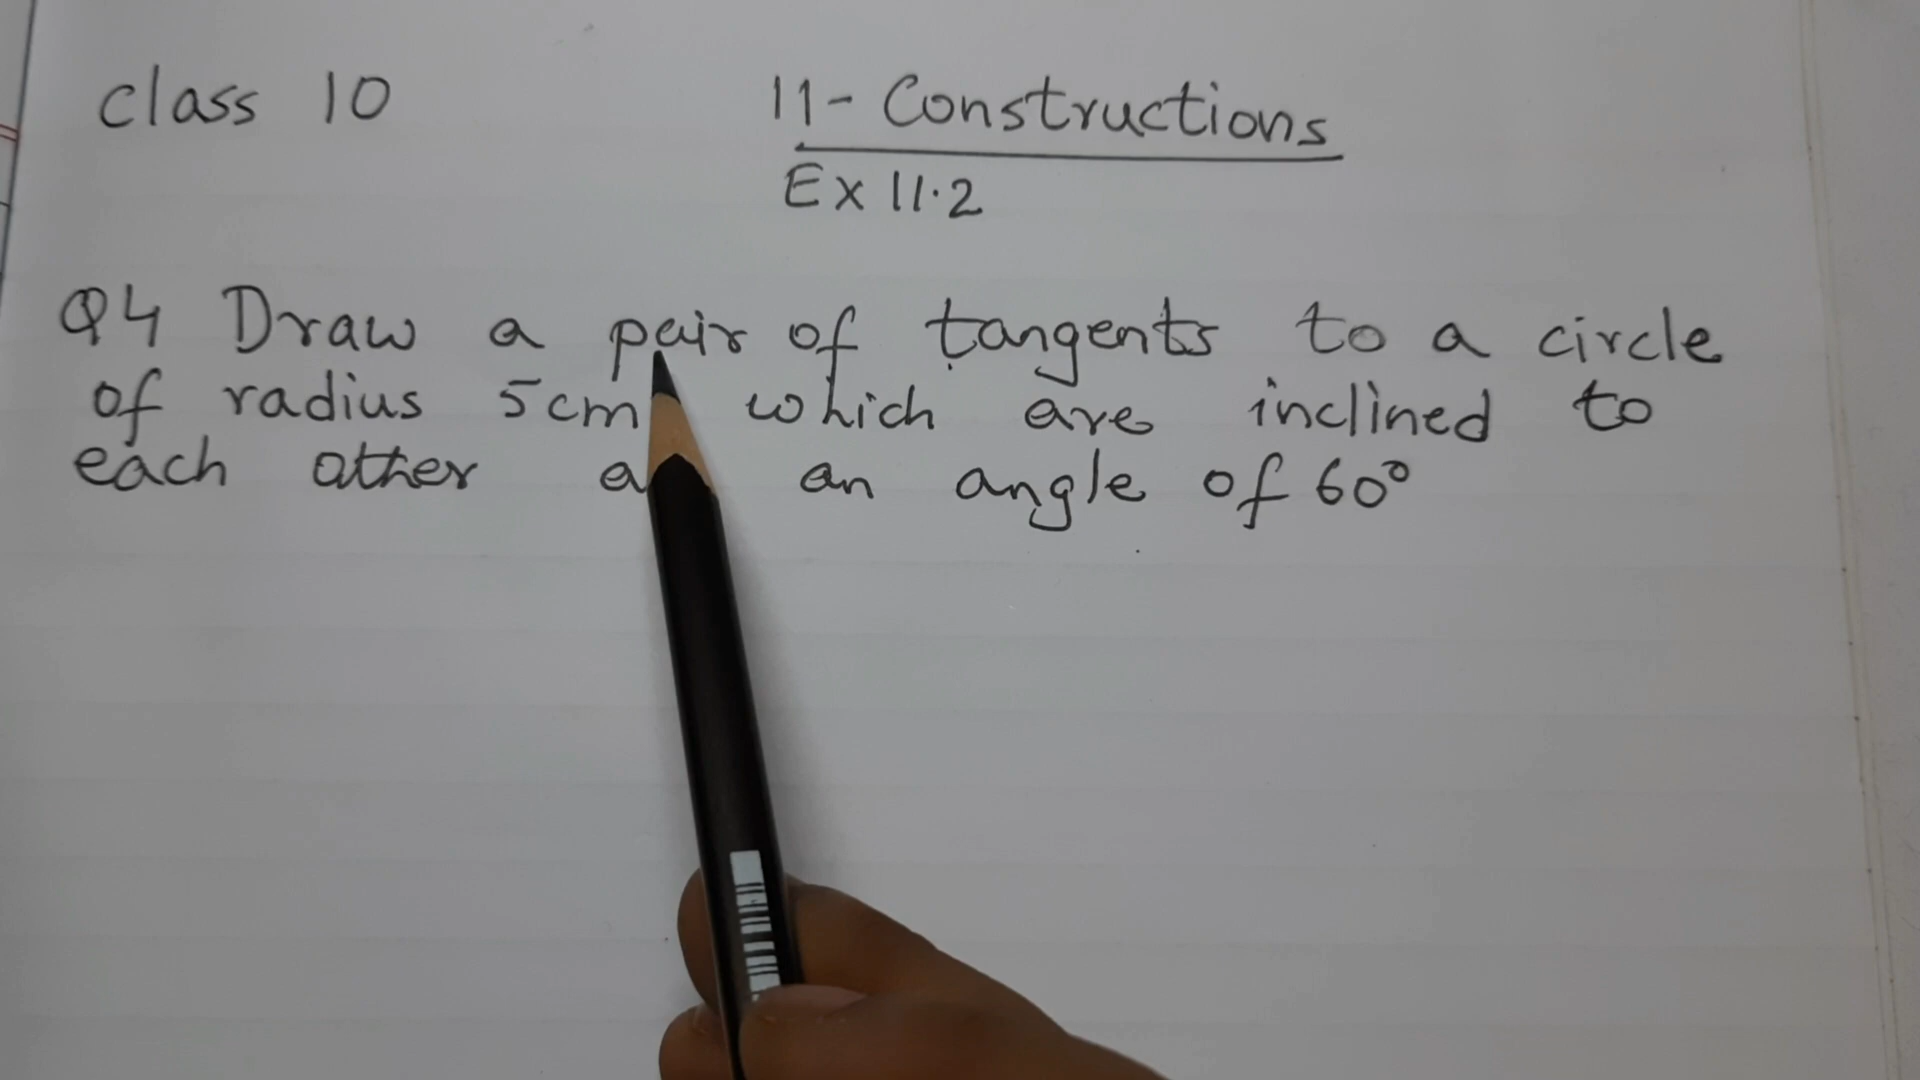 class 10
11- Constructions
Ex 11.2
Q4 Draw a pair of tangents to a circle
of radius 5cm which are inclined to
each other a an angle of 60°